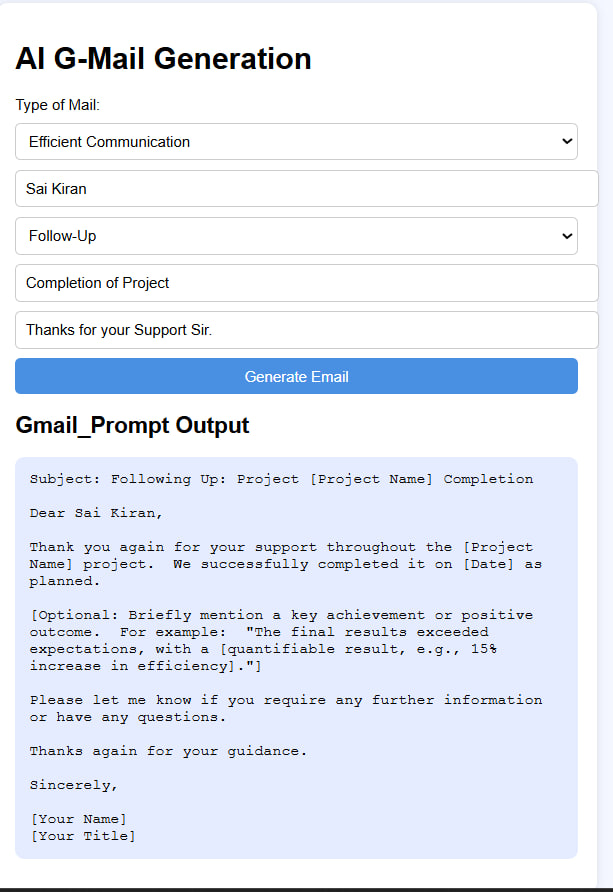 AI G-Mail Generation
Type of Mail:
Efficient Communication
Sai Kiran
Follow-Up
Completion of Project
Thanks for your Support Sir.
Generate Email
Gmail_Prompt Output
Subject: Following Up: Project [Project Name] Completion
Dear Sai Kiran,
Thank you again for your support throughout the [Project
Name] project.  We successfully completed it on [Date] as
planned.
[Optional: Briefly mention a key achievement or positive
outcome.  For example:  "The final results exceeded
expectations, with a [quantifiable result, e.g., 15%
increase in efficiency]."]
Please let me know if you require any further information
or have any questions.
Thanks again for your guidance.
Sincerely,
[Your Name]
[Your Title]